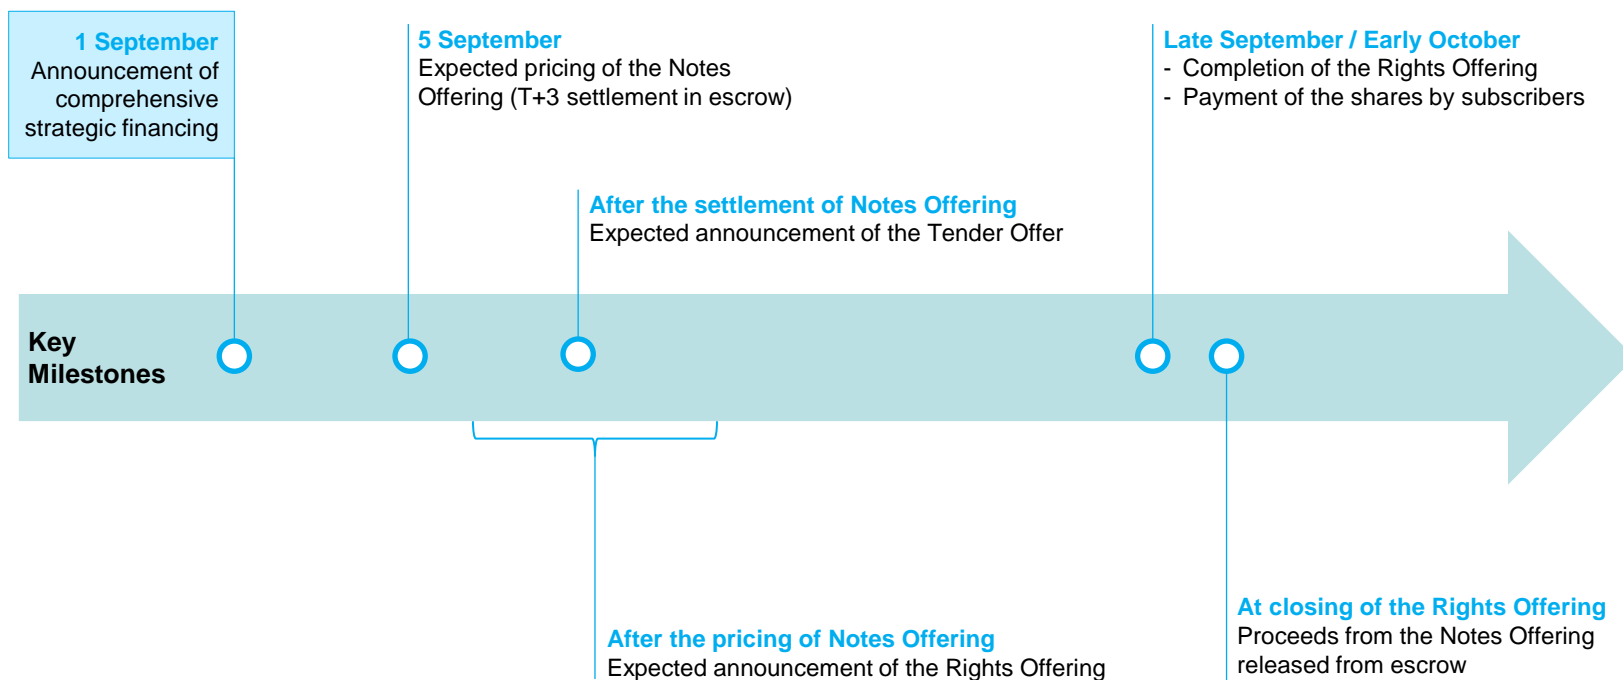 1 September
Announcement of
comprehensive
strategic financing
5 September
Expected pricing of the Notes
Offering (T+3 settlement in escrow)
Late September / Early October
- Completion of the Rights Offering
- Payment of the shares by subscribers
After the settlement of Notes Offering
Expected announcement of the Tender Offer
Key
Milestones
After the pricing of Notes Offering
Expected announcement of the Rights Offering
At closing of the Rights Offering
Proceeds from the Notes Offering
released from escrow